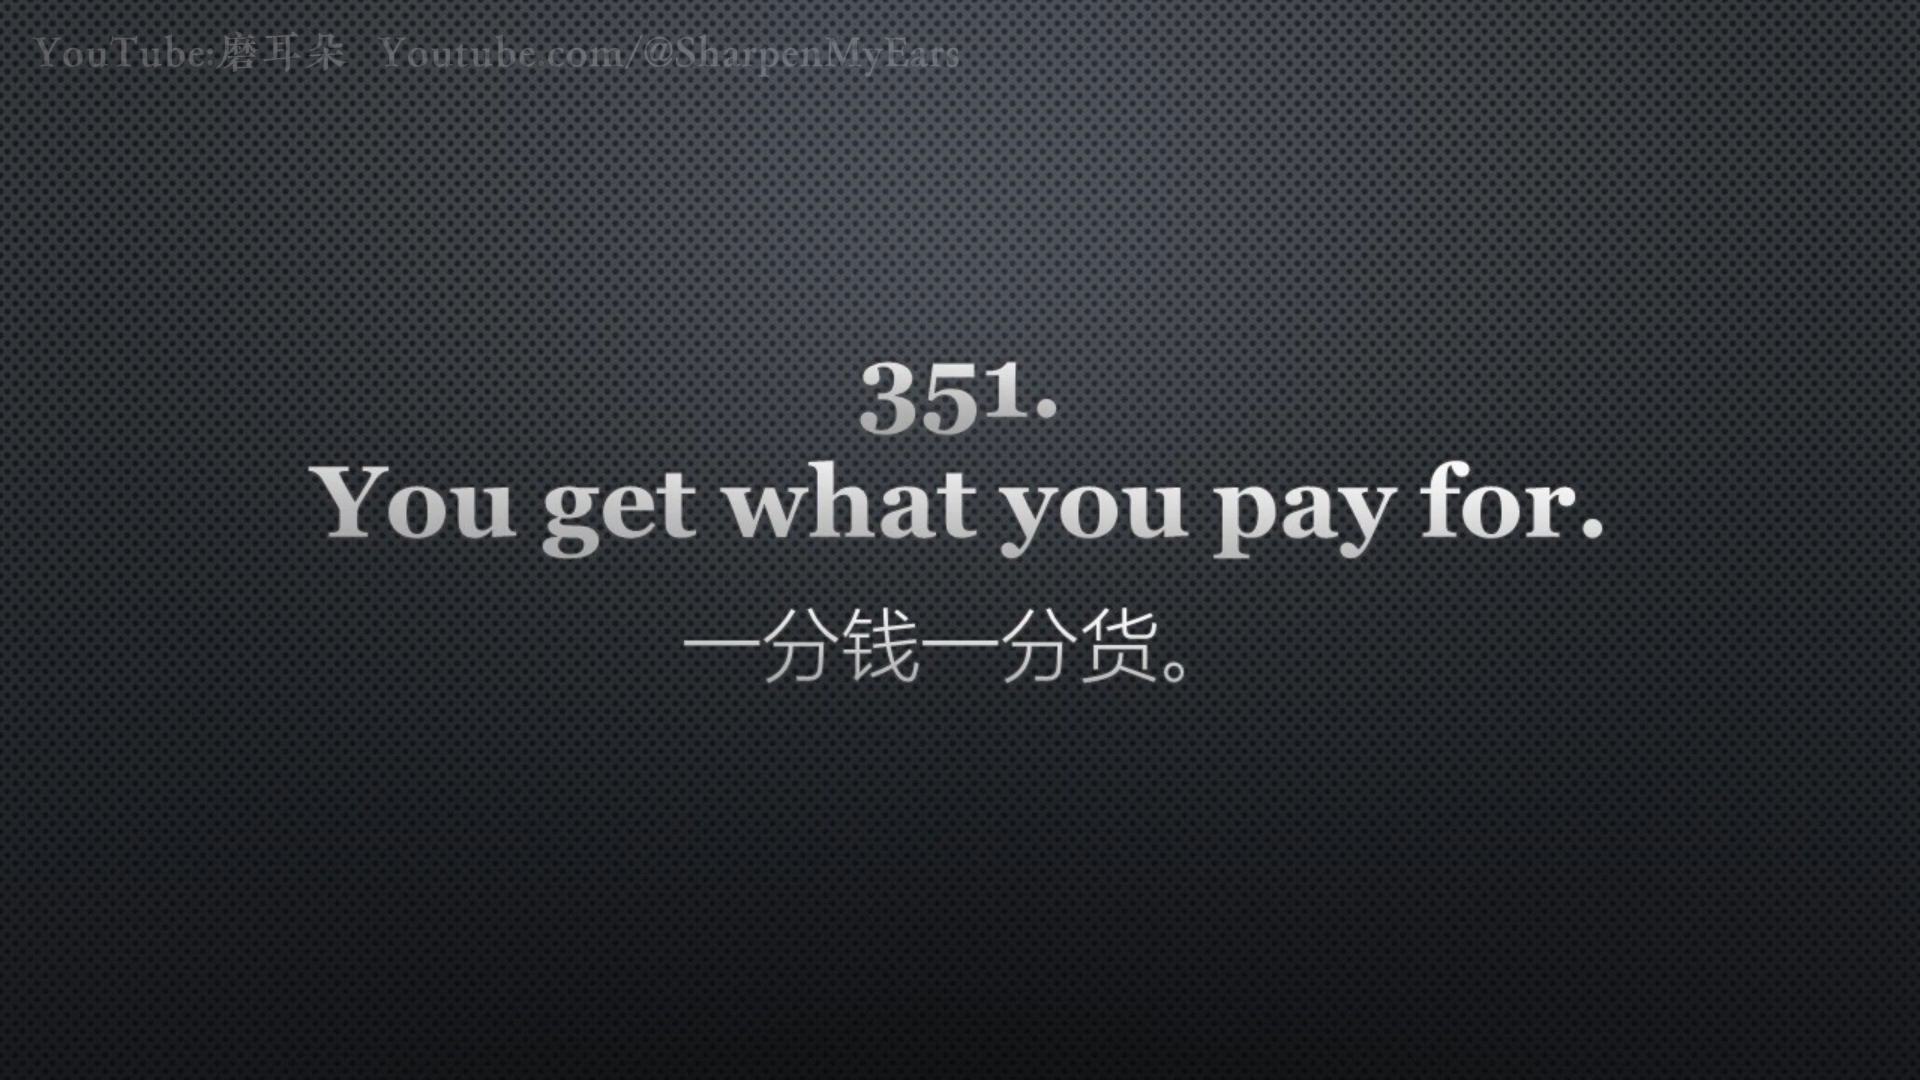 YouTube:磨耳朵 Youtube.com/@SharpenMyEars
351.
You get what you pay for.
一分钱一分货。